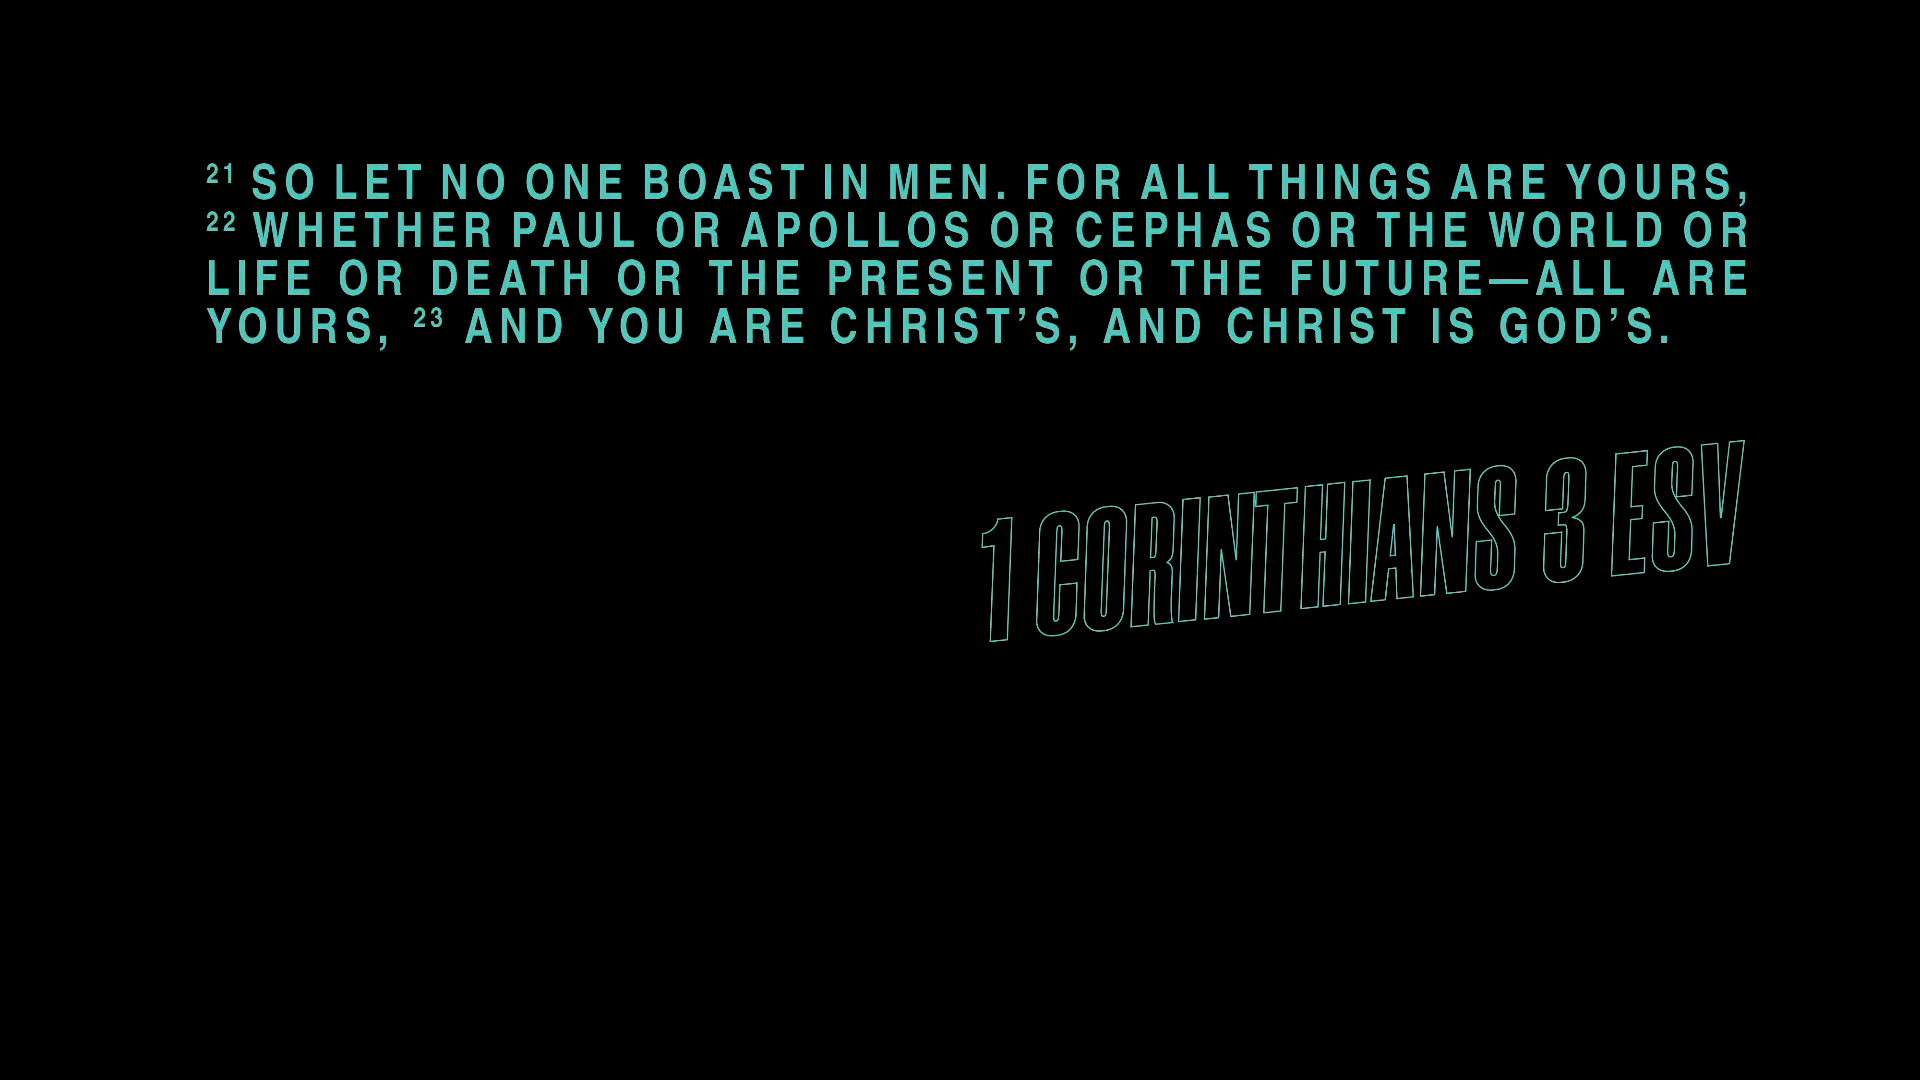 21 SO LET NO ONE BOAST IN MEN. FOR ALL THINGS ARE YOURS,
22 WHETHER PAUL OR APOLLOS OR CEPHAS OR THE WORLD OR
LIFE OR DEATH OR THE PRESENT OR THE FUTURE—ALL ARE
YOURS, 23 AND YOU ARE CHRIST’S, AND CHRIST IS GOD’S.
1 CORINTHIANS 3 ESV